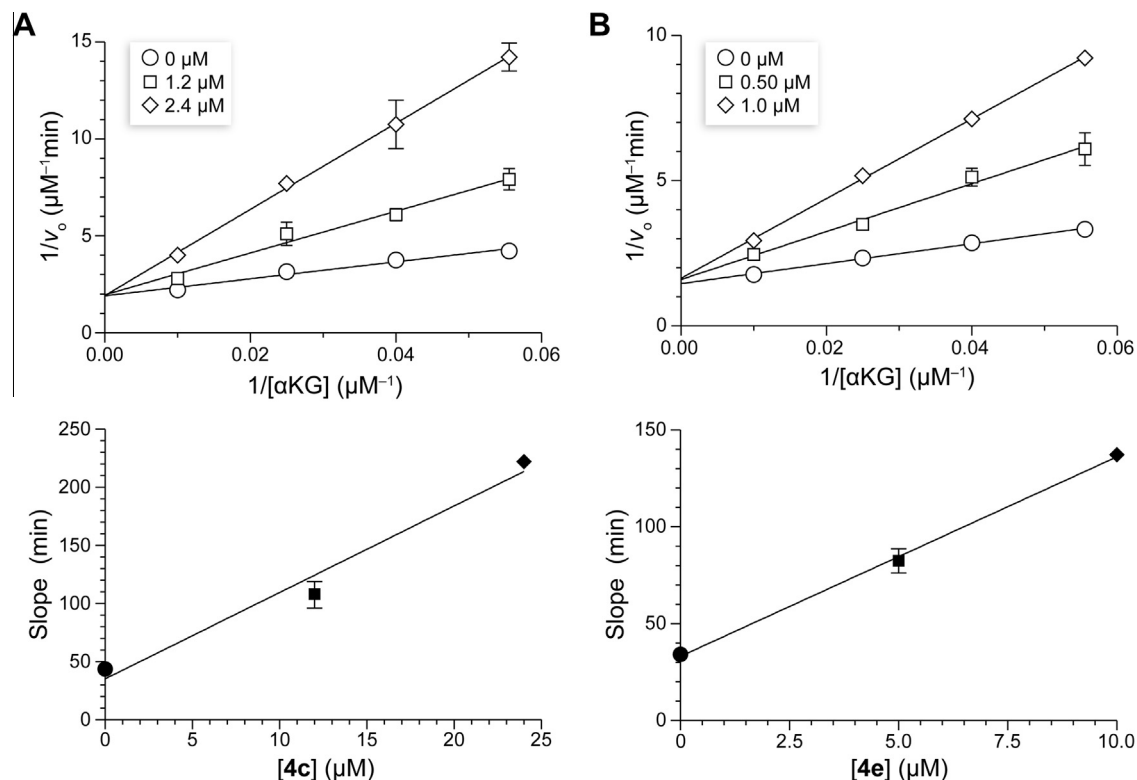 A
15
10
5
0
0 µM
1.2 µM
2.4 µM
1/vo (µM–1min)
0.00
0.02
0.04
0.06
1/[αKG] (µM–1)
B
10
5
0
0 µM
0.50 µM
1.0 µM
1/vo (µM–1min)
0.00
0.02
0.04
0.06
1/[αKG] (µM–1)
250
200
150
100
50
0
Slope (min)
0
5
10
15
20
25
[4c] (µM)
150
100
50
0
Slope (min)
0
2.5
5.0
7.5
10.0
[4e] (µM)